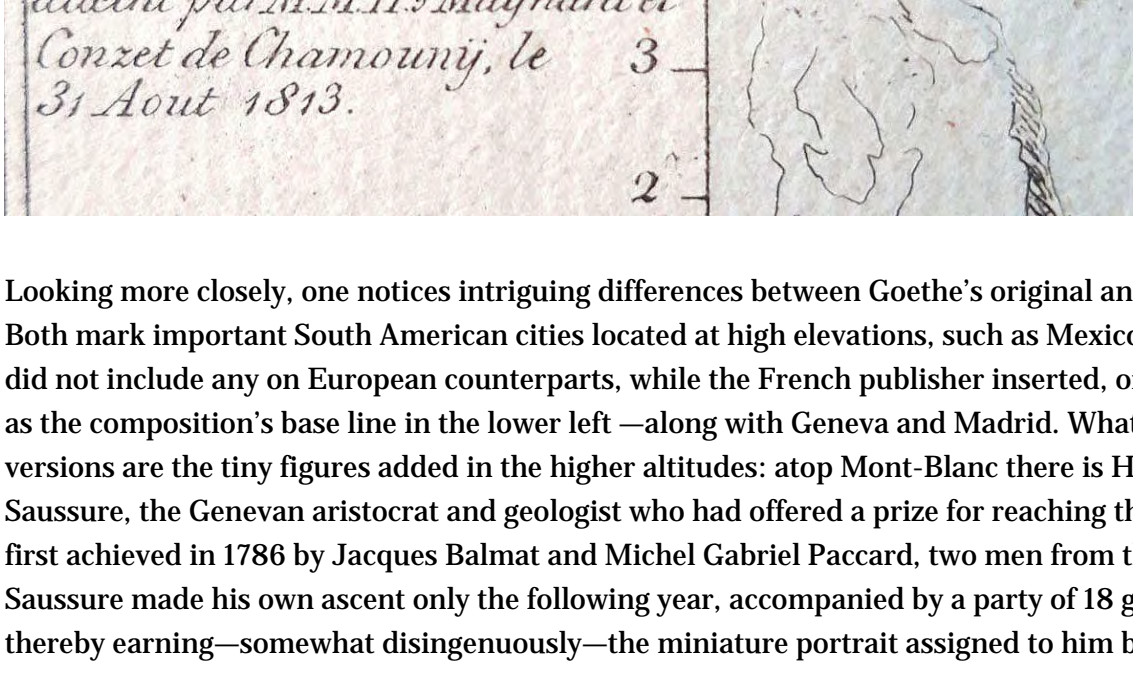 Conzet de Chamounÿ, le
31 Aout 1813.
3
2
Looking more closely, one notices intriguing differences between Goethe’s original an
Both mark important South American cities located at high elevations, such as Mexico
did not include any on European counterparts, while the French publisher inserted, o
as the composition’s base line in the lower left —along with Geneva and Madrid. What
versions are the tiny figures added in the higher altitudes: atop Mont-Blanc there is H
Saussure, the Genevan aristocrat and geologist who had offered a prize for reaching th
first achieved in 1786 by Jacques Balmat and Michel Gabriel Paccard, two men from t
Saussure made his own ascent only the following year, accompanied by a party of 18 g
thereby earning—somewhat disingenuously—the miniature portrait assigned to him b